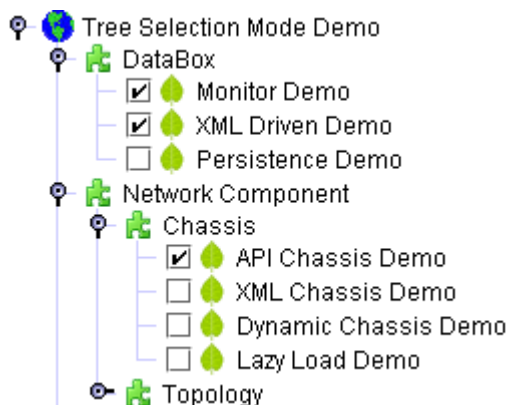 Tree Selection Mode Demo
DataBox
Monitor Demo
XML Driven Demo
Persistence Demo
Network Component
Chassis
API Chassis Demo
XML Chassis Demo
Dynamic Chassis Demo
Lazy Load Demo
Topology